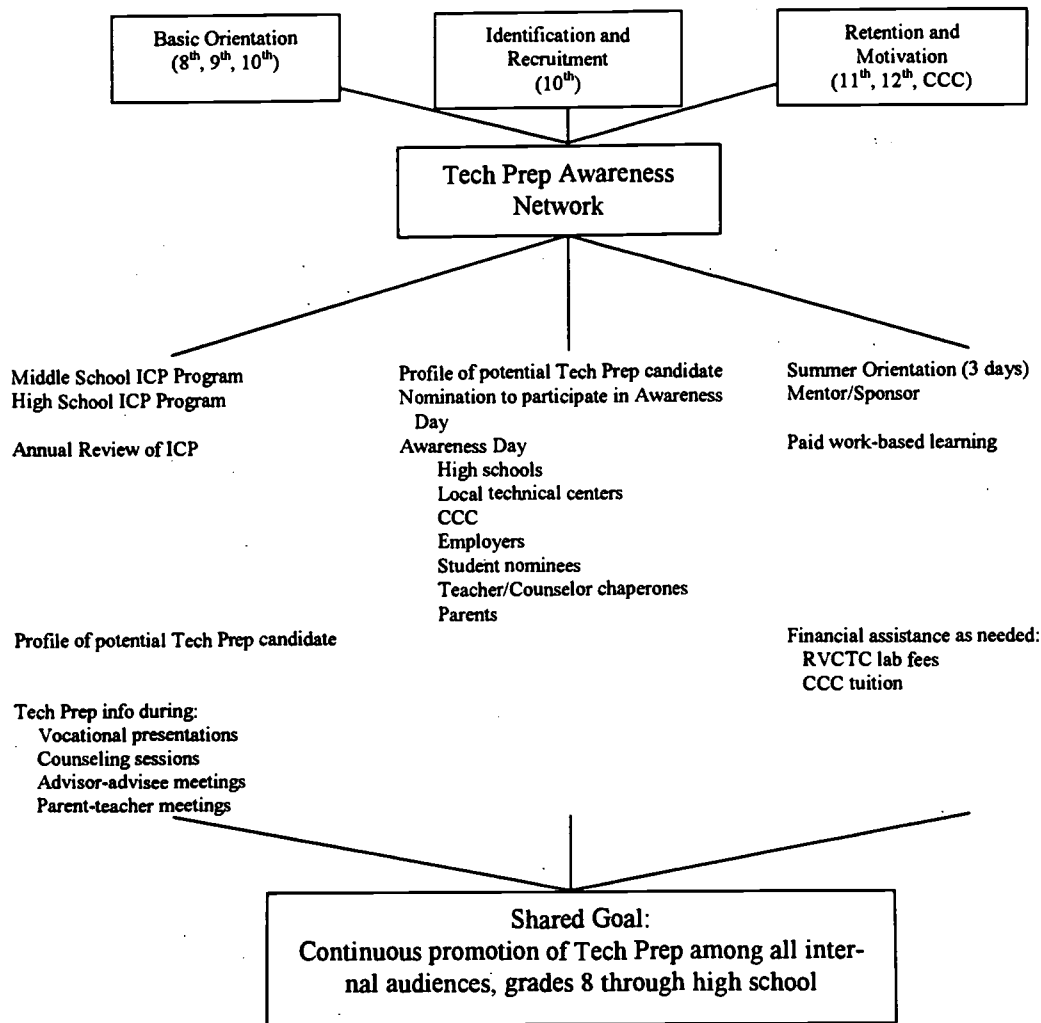 Basic Orientation
(8th, 9th, 10th)
Identification and
Recruitment
(10th)
Retention and
Motivation
(11th, 12th, CCC)
Tech Prep Awareness
Network
Middle School ICP Program
High School ICP Program
Annual Review of ICP
Profile of potential Tech Prep candidate
Tech Prep info during:
Vocational presentations
Counseling sessions
Advisor-advisee meetings
Parent-teacher meetings
Profile of potential Tech Prep candidate
Nomination to participate in Awareness
Day
Awareness Day
High schools
Local technical centers
CCC
Employers
Student nominees
Teacher/Counselor chaperones
Parents
Summer Orientation (3 days)
Mentor/Sponsor
Paid work-based learning
Financial assistance as needed:
RVCTC lab fees
CCC tuition
Shared Goal:
Continuous promotion of Tech Prep among all inter-
nal audiences, grades 8 through high school